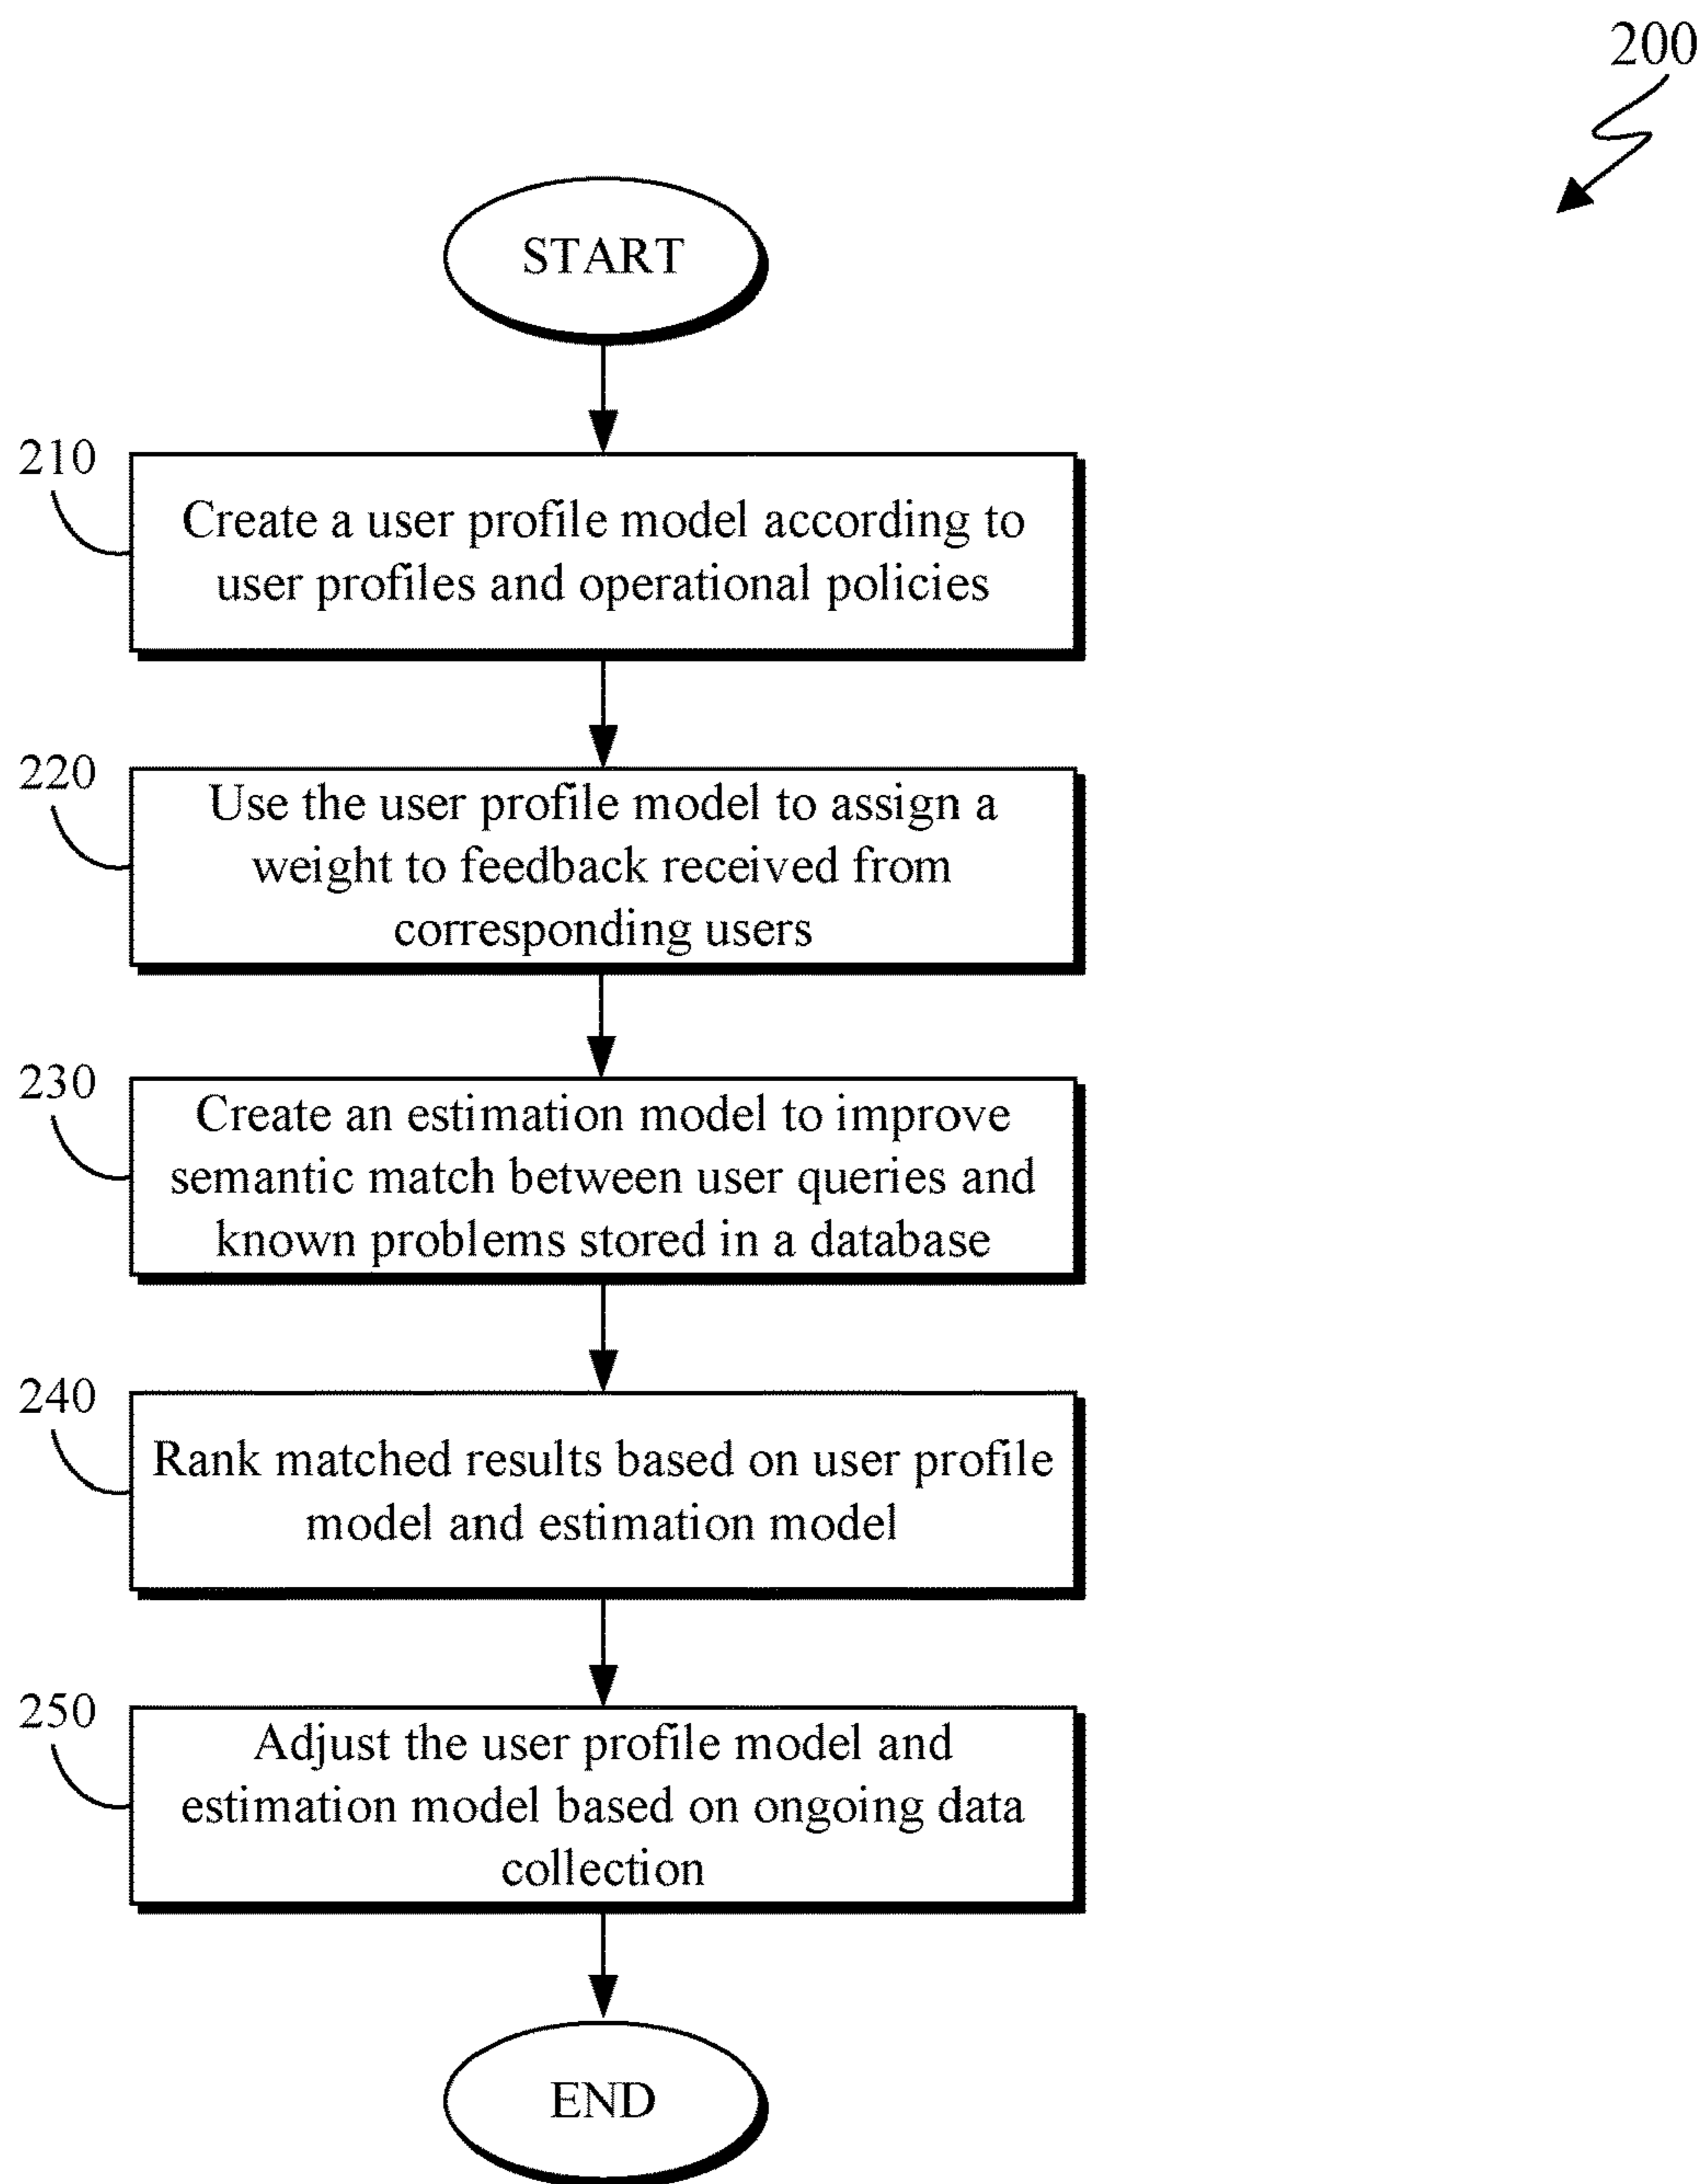 200
START
210
Create a user profile model according to
user profiles and operational policies
220
Use the user profile model to assign a
weight to feedback received from
corresponding users
230
Create an estimation model to improve
semantic match between user queries and
known problems stored in a database
240
Rank matched results based on user profile
model and estimation model
250
Adjust the user profile model and
estimation model based on ongoing data
collection
END